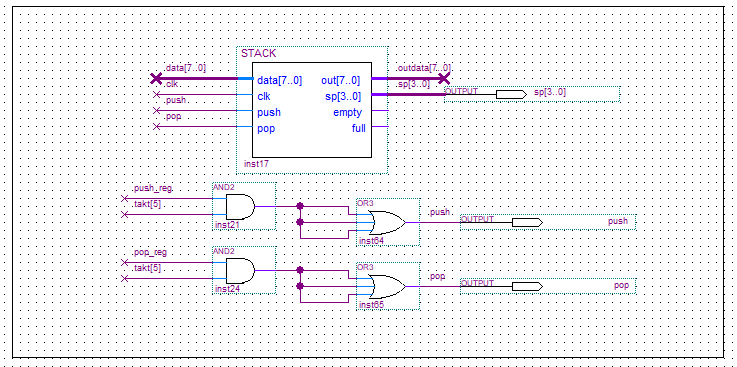 STACK
data[7..0]
data[7..0] out[7..0]
outdata[7..0]
clk
clk sp[3..0]
sp[3..0]
OUTPUT
sp[3..0]
push
push empty
pop
pop full
inst17
push_reg
takt[5]
AND2
inst21
OR3
inst64
push
OUTPUT
push
pop_reg
takt[5]
AND2
inst24
OR3
inst65
pop
OUTPUT
pop